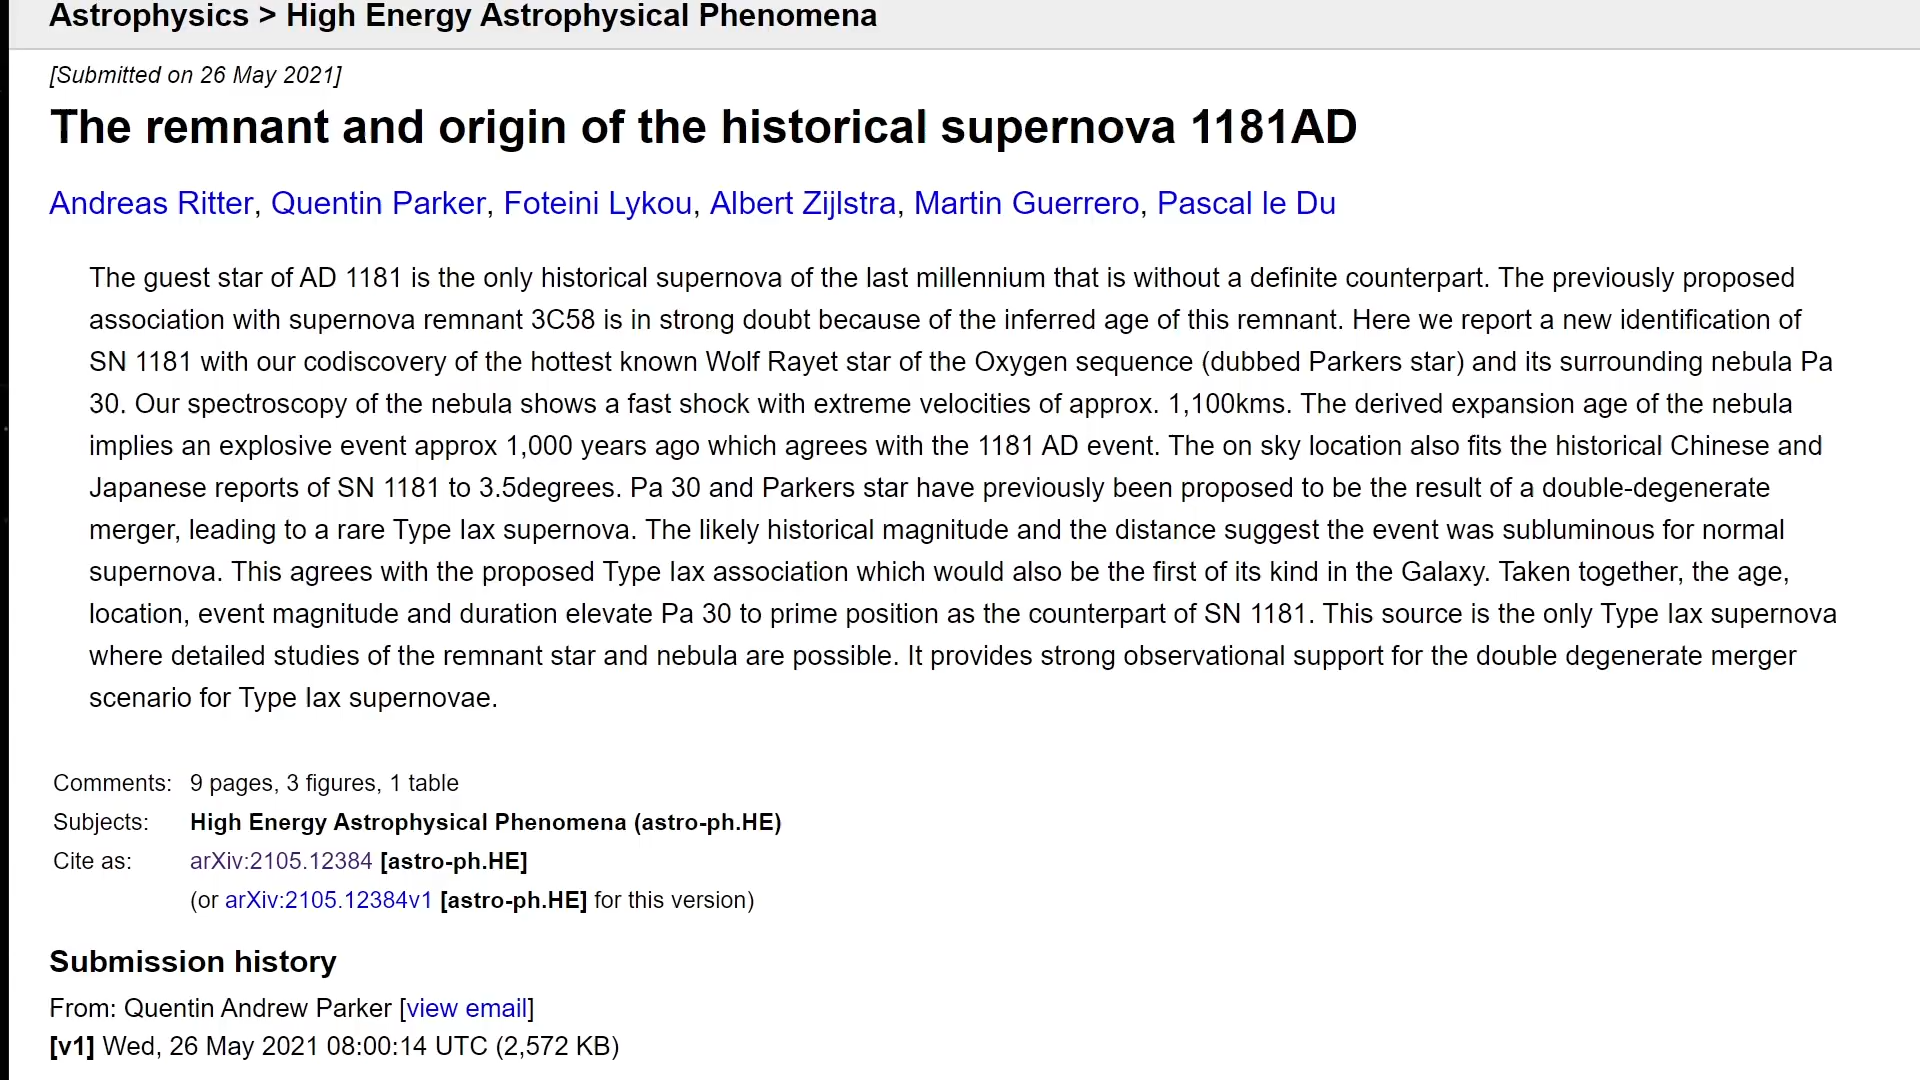 Astrophysics > High Energy Astrophysical Phenomena
[Submitted on 26 May 2021]
The remnant and origin of the historical supernova 1181AD
Andreas Ritter, Quentin Parker, Foteini Lykou, Albert Zijlstra, Martin Guerrero, Pascal le Du
The guest star of AD 1181 is the only historical supernova of the last millennium that is without a definite counterpart. The previously proposed
association with supernova remnant 3C58 is in strong doubt because of the inferred age of this remnant. Here we report a new identification of
SN 1181 with our codiscovery of the hottest known Wolf Rayet star of the Oxygen sequence (dubbed Parkers star) and its surrounding nebula Pa
30. Our spectroscopy of the nebula shows a fast shock with extreme velocities of approx. 1,100kms. The derived expansion age of the nebula
implies an explosive event approx 1,000 years ago which agrees with the 1181 AD event. The on sky location also fits the historical Chinese and
Japanese reports of SN 1181 to 3.5degrees. Pa 30 and Parkers star have previously been proposed to be the result of a double-degenerate
merger, leading to a rare Type Iax supernova. The likely historical magnitude and the distance suggest the event was subluminous for normal
supernova. This agrees with the proposed Type Iax association which would also be the first of its kind in the Galaxy. Taken together, the age,
location, event magnitude and duration elevate Pa 30 to prime position as the counterpart of SN 1181. This source is the only Type Iax supernova
where detailed studies of the remnant star and nebula are possible. It provides strong observational support for the double degenerate merger
scenario for Type Iax supernovae.
Comments: 9 pages, 3 figures, 1 table
Subjects: High Energy Astrophysical Phenomena (astro-ph.HE)
Cite as: arXiv:2105.12384 [astro-ph.HE]
(or arXiv:2105.12384v1 [astro-ph.HE] for this version)
Submission history
From: Quentin Andrew Parker [view email]
[v1] Wed, 26 May 2021 08:00:14 UTC (2,572 KB)